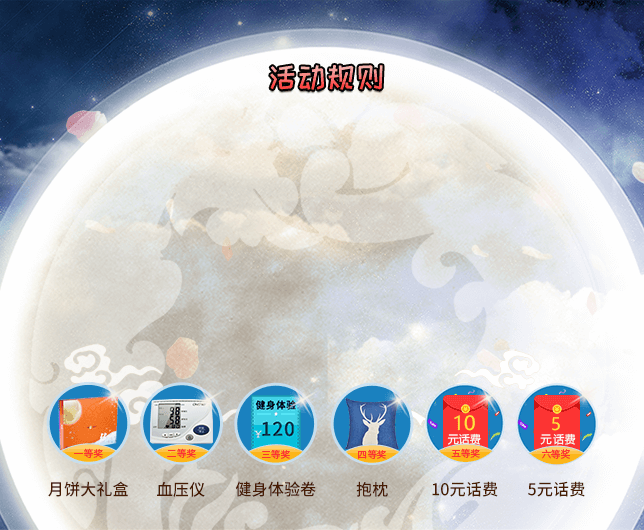 活动规则
一等奖
月饼大礼盒
二等奖
血压仪
健身体验
¥120
三等奖
健身体验卷
四等奖
抱枕
10
元话费
五等奖
10元话费
5
元话费
六等奖
5元话费